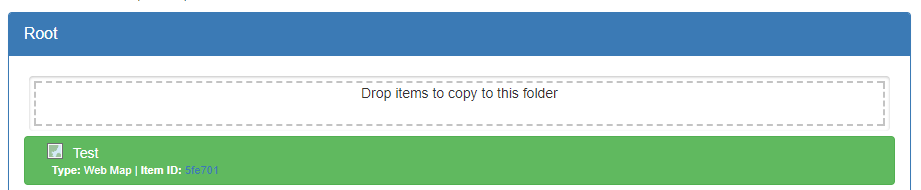 Root
Drop items to copy to this folder
Test
Type: Web Map | Item ID: 5fe701